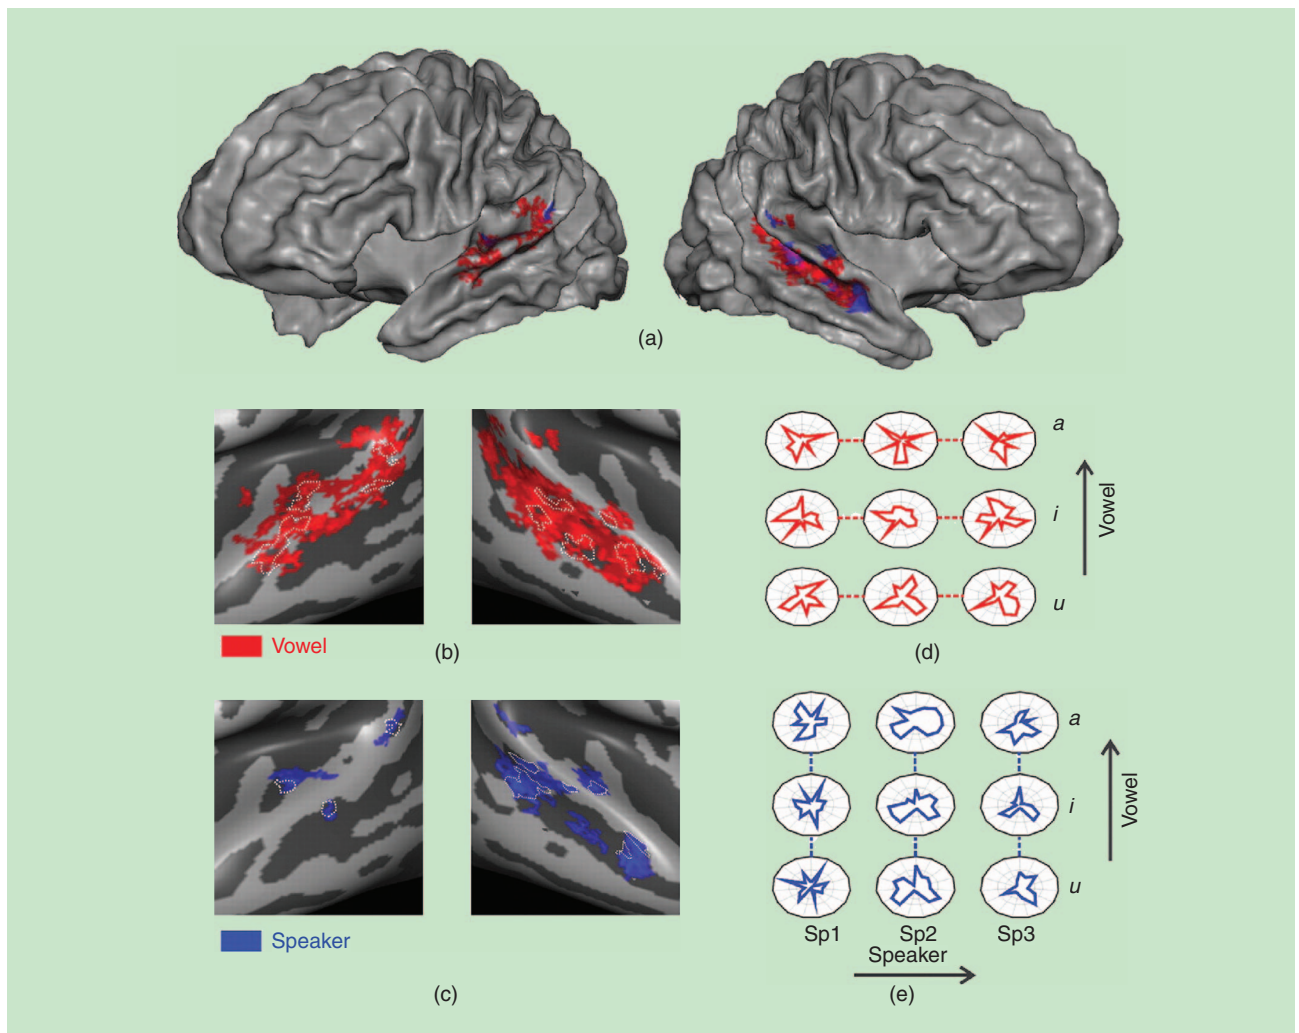 (a)
a
i
u
Vowel
Vowel
(b)
(d)
a
i
u
Vowel
Speaker
Sp1
Sp2
Sp3
Speaker
(c)
(e)